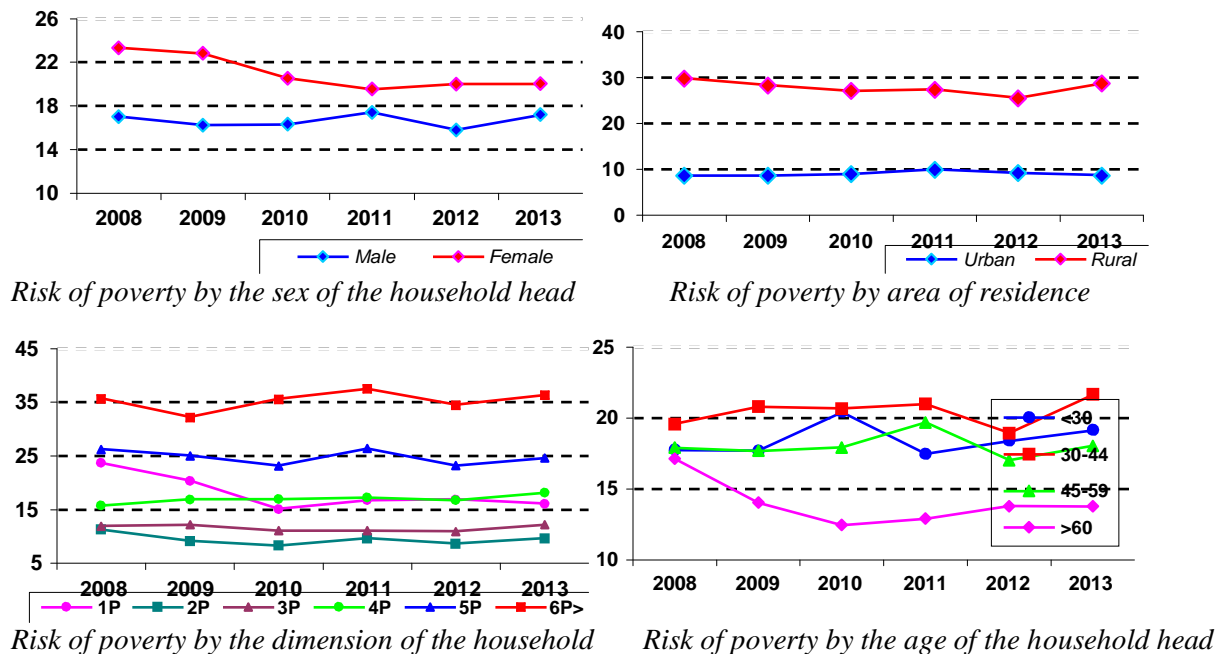 26
22
18
14
10
2008 2009 2010 2011 2012 2013
Male Female
Risk of poverty by the sex of the household head
40
30
20
10
0
2008 2009 2010 2011 2012 2013
Urban Rural
Risk of poverty by area of residence
45
35
25
15
5
2008 2009 2010 2011 2012 2013
1P 2P 3P 4P 5P 6P>
Risk of poverty by the dimension of the household
25
20
15
10
2008 2009 2010 2011 2012 2013
<30
30-44
45-59
>60
Risk of poverty by the age of the household head